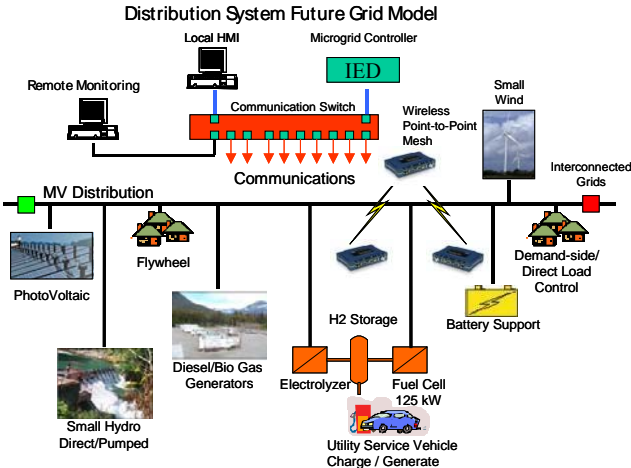 Distribution System Future Grid Model
Local HMI
Microgrid Controller
IED
Remote Monitoring
Communication Switch
Wireless
Point-to-Point
Mesh
Small
Wind
Communications
Interconnected
Grids
MV Distribution
PhotoVoltaic
Flywheel
Demand-side/
Direct Load
Control
Battery Support
H2 Storage
Diesel/Bio Gas
Generators
Electrolyzer
Fuel Cell
125 kW
Small Hydro
Direct/Pumped
Utility Service Vehicle
Charge / Generate